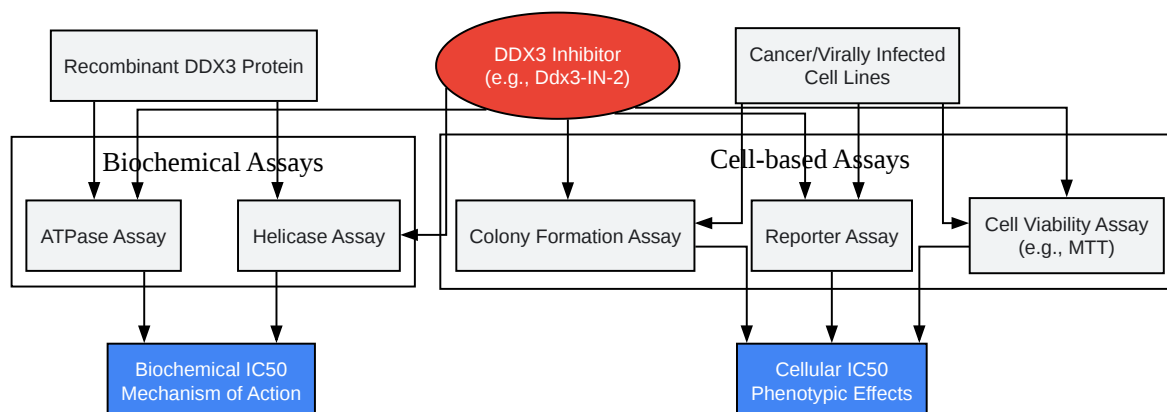 Recombinant DDX3 Protein
DDX3 Inhibitor
(e.g., Ddx3-IN-2)
Cancer/Virally Infected
Cell Lines
Biochemical Assays
Cell-based Assays
ATPase Assay
Helicase Assay
Colony Formation Assay
Reporter Assay
Cell Viability Assay
(e.g., MTT)
Biochemical IC50
Mechanism of Action
Cellular IC50
Phenotypic Effects